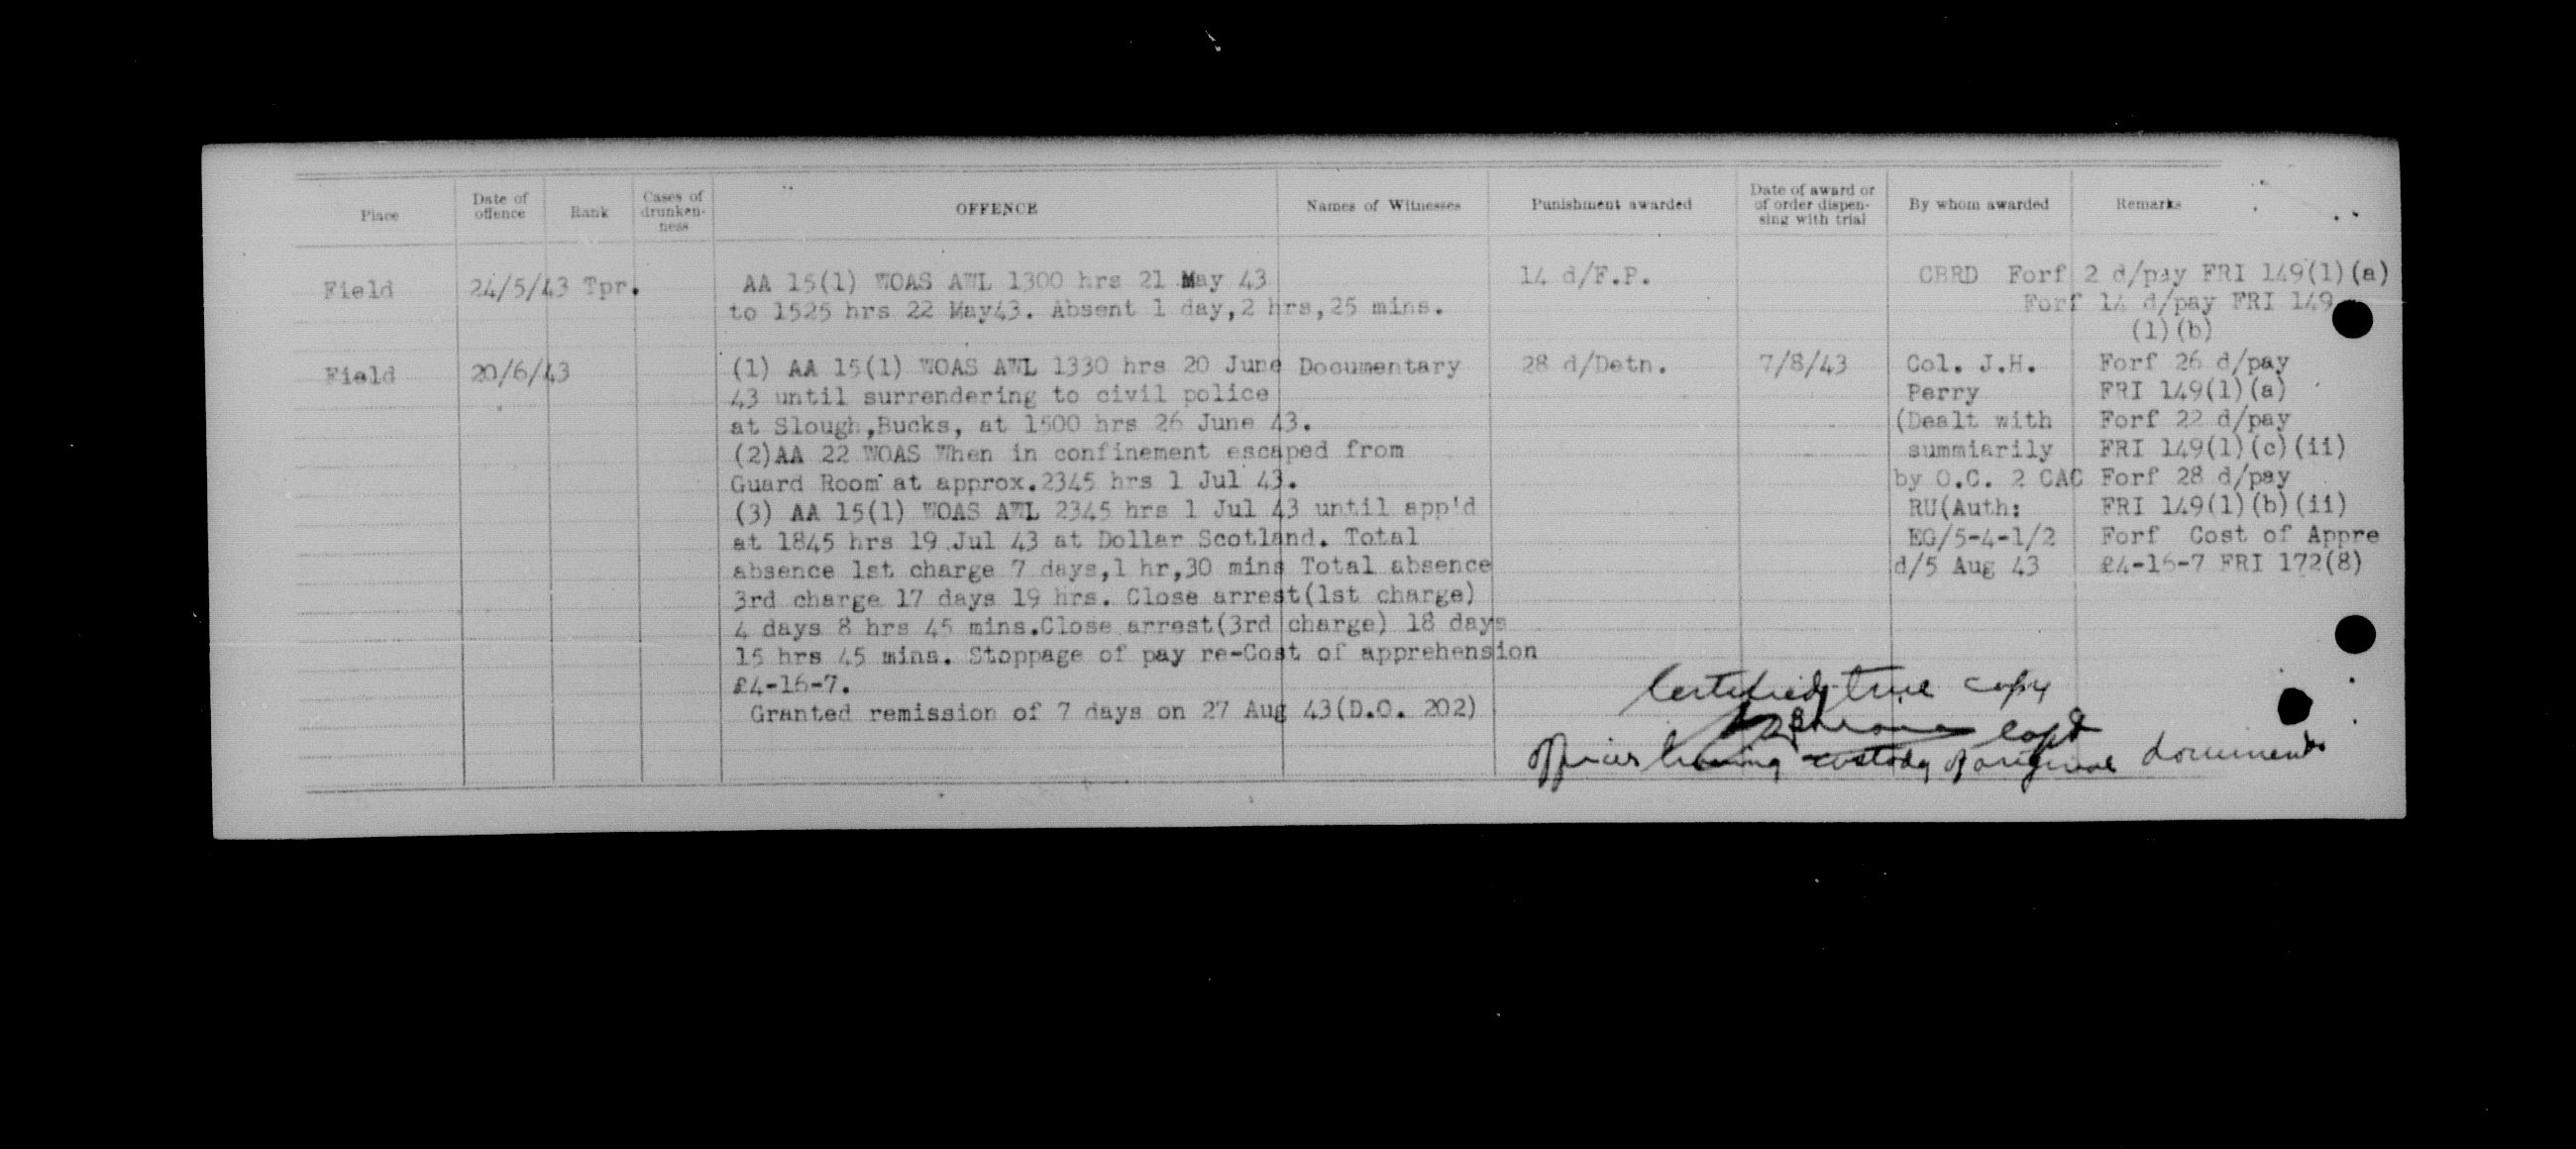 Place Date of offence Rank Cases of drunken-ness OFFENCE Names of Witnesses Punishment awarded Date of award or of order dispen-sing with trial By whom awarded Remarks
Field 24/5/43 Tpr. AA 15(1) WOAS AWL 1300 hrs 21 May 43 14 d/F.P. CBRD Forf 2 d/pay FRI 149(1)(a)
to 1525 hrs 22 May43. Absent 1 day,2 hrs,25 mins. Forf 14 d/pay FRI 149
(1)(b)
Field 20/6/43 (1) AA 15(1) WOAS AWL 1330 hrs 20 June Documentary 28 d/Detn. 7/8/43 Col. J.H. Forf 26 d/pay
43 until surrendering to civil police Perry FRI 149(1)(a)
at Slough,Bucks, at 1500 hrs 26 June 43. (Dealt with Forf 22 d/pay
(2)AA 22 WOAS When in confinement escaped from summiarily FRI 149(1)(c)(ii)
Guard Room at approx.2345 hrs 1 Jul 43. by O.C. 2 CAC Forf 28 d/pay
(3) AA 15(1) WOAS AWL 2345 hrs 1 Jul 43 until app'd RU(Auth: FRI 149(1)(b)(ii)
at 1845 hrs 19 Jul 43 at Dollar Scotland. Total EG/5-4-1/2 Forf Cost of Appre
absence 1st charge 7 days,1 hr,30 mins Total absence d/5 Aug 43 £4-16-7 FRI 172(8)
3rd charge 17 days 19 hrs. Close arrest(1st charge)
4 days 8 hrs 45 mins.Close arrest(3rd charge) 18 days
15 hrs 45 mins. Stoppage of pay re-Cost of apprehension
£4-16-7.
Granted remission of 7 days on 27 Aug 43(D.O. 202)
Certified true copy
Capt
Officer having custody of original documents